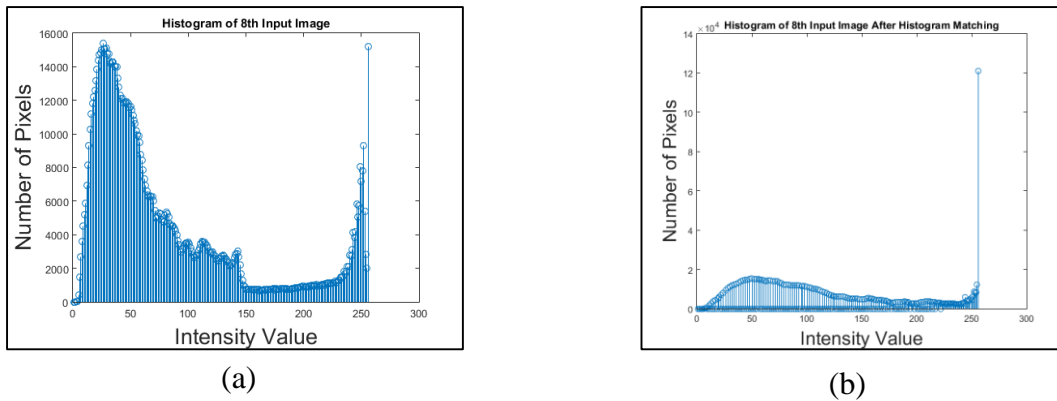 Histogram of 8th Input Image
16000
14000
12000
10000
8000
6000
4000
2000
0
Number of Pixels
0 50 100 150 200 250 300
Intensity Value
(a)
×10⁴ Histogram of 8th Input Image After Histogram Matching
14
12
10
8
6
4
2
0
Number of Pixels
0 50 100 150 200 250 300
Intensity Value
(b)